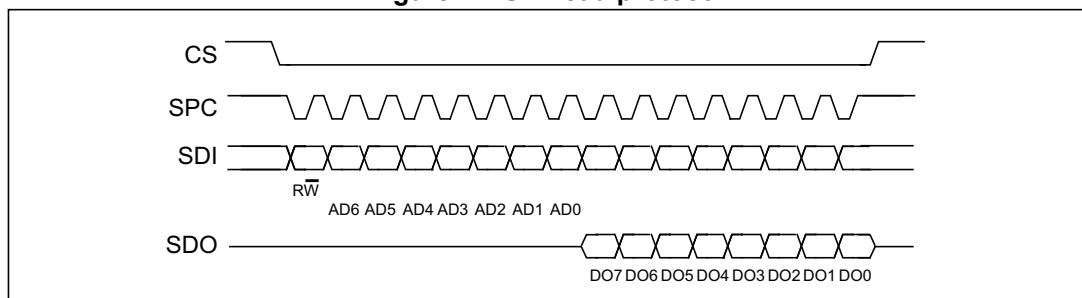 CS
SPC
SDI
RW̅
AD6 AD5 AD4 AD3 AD2 AD1 AD0
SDO
DO7 DO6 DO5 DO4 DO3 DO2 DO1 DO0